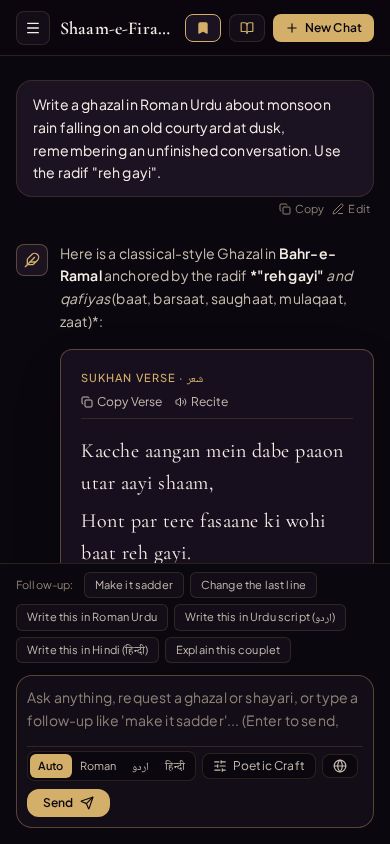 Shaam-e-Fira...
New Chat
Write a ghazal in Roman Urdu about monsoon
rain falling on an old courtyard at dusk,
remembering an unfinished conversation. Use
the radif "reh gayi".
Copy Edit
Here is a classical-style Ghazal in Bahr-e-
Ramal anchored by the radif *"reh gayi" and
qafiyas (baat, barsaat, saughaat, mulaqaat,
zaat)*:
SUKHAN VERSE · شعر
Copy Verse Recite
Kacche aangan mein dabe paaon
utar aayi shaam,
Hont par tere fasaane ki wohi
baat reh gayi.
Follow-up: Make it sadder Change the last line
Write this in Roman Urdu Write this in Urdu script (اردو)
Write this in Hindi (हिन्दी) Explain this couplet
Ask anything, request a ghazal or shayari, or type a
follow-up like 'make it sadder'... (Enter to send,
Auto Roman اردو हिन्दी Poetic Craft
Send